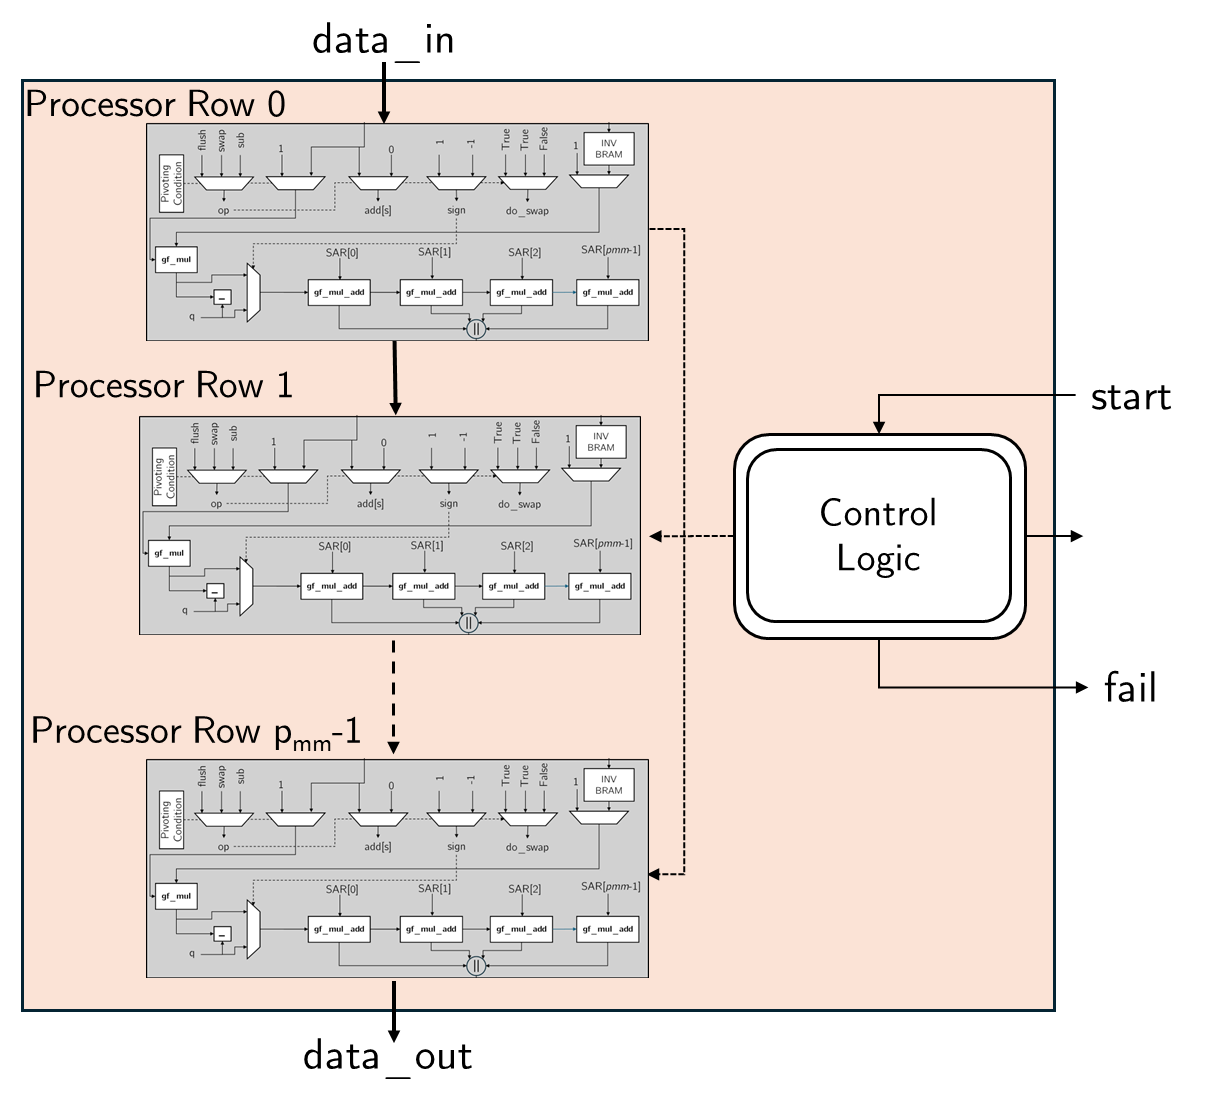 data_in
Processor Row 0
flush swap sub 1 0 1 -1 True True False 1 INV
BRAM
Pivoting
Condition
op add[s] sign do_swap
gf_mul
SAR[0] SAR[1] SAR[2] SAR[pmm-1]
gf_mul_add gf_mul_add gf_mul_add gf_mul_add
−
q
||
Processor Row 1
flush swap sub 1 0 1 -1 True True False 1 INV
BRAM
Pivoting
Condition
op add[s] sign do_swap
gf_mul
SAR[0] SAR[1] SAR[2] SAR[pmm-1]
gf_mul_add gf_mul_add gf_mul_add gf_mul_add
−
q
||
Processor Row pmm-1
flush swap sub 1 0 1 -1 True True False 1 INV
BRAM
Pivoting
Condition
op add[s] sign do_swap
gf_mul
SAR[0] SAR[1] SAR[2] SAR[pmm-1]
gf_mul_add gf_mul_add gf_mul_add gf_mul_add
−
q
||
data_out
start
Control
Logic
fail